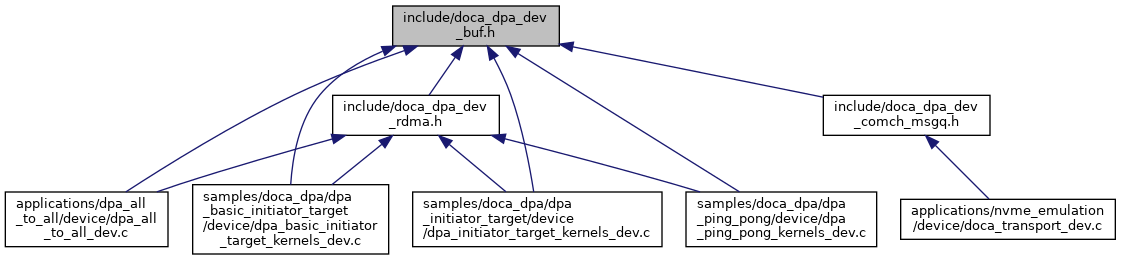 include/doca_dpa_dev
_buf.h
include/doca_dpa_dev
_rdma.h
include/doca_dpa_dev
_comch_msgq.h
applications/dpa_all
_to_all/device/dpa_all
_to_all_dev.c
samples/doca_dpa/dpa
_basic_initiator_target
/device/dpa_basic_initiator
_target_kernels_dev.c
samples/doca_dpa/dpa
_initiator_target/device
/dpa_initiator_target_kernels_dev.c
samples/doca_dpa/dpa
_ping_pong/device/dpa
_ping_pong_kernels_dev.c
applications/nvme_emulation
/device/doca_transport_dev.c